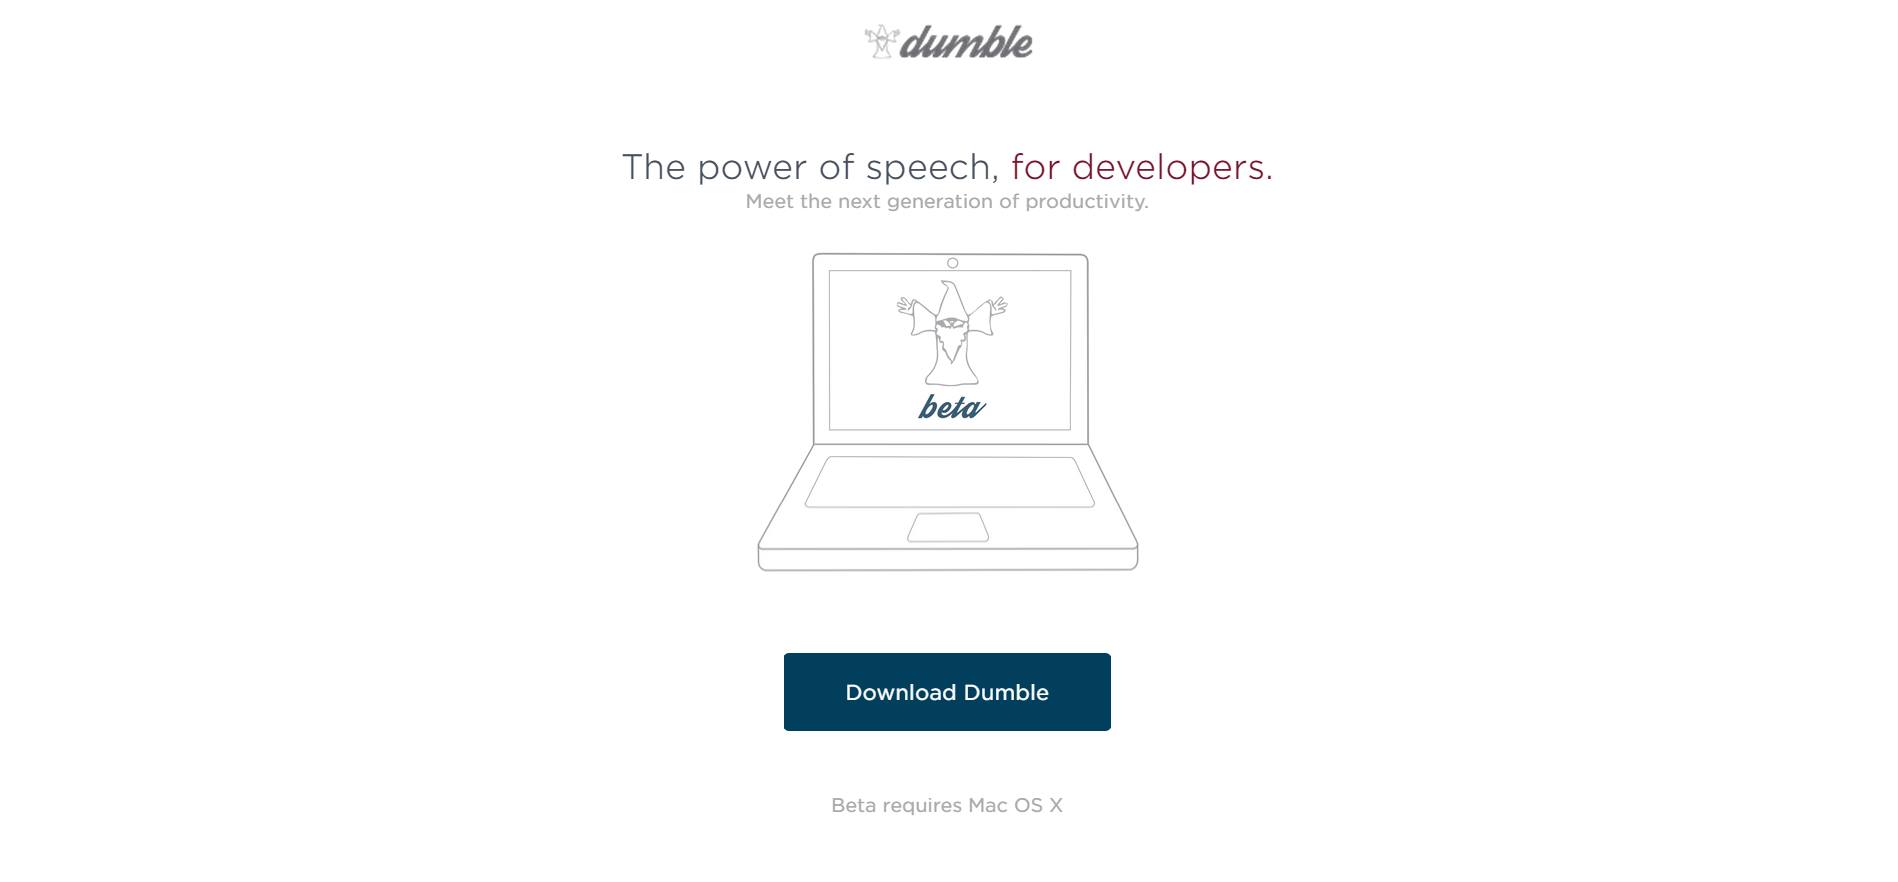 dumble
The power of speech, for developers.
Meet the next generation of productivity.
beta
Download Dumble
Beta requires Mac OS X